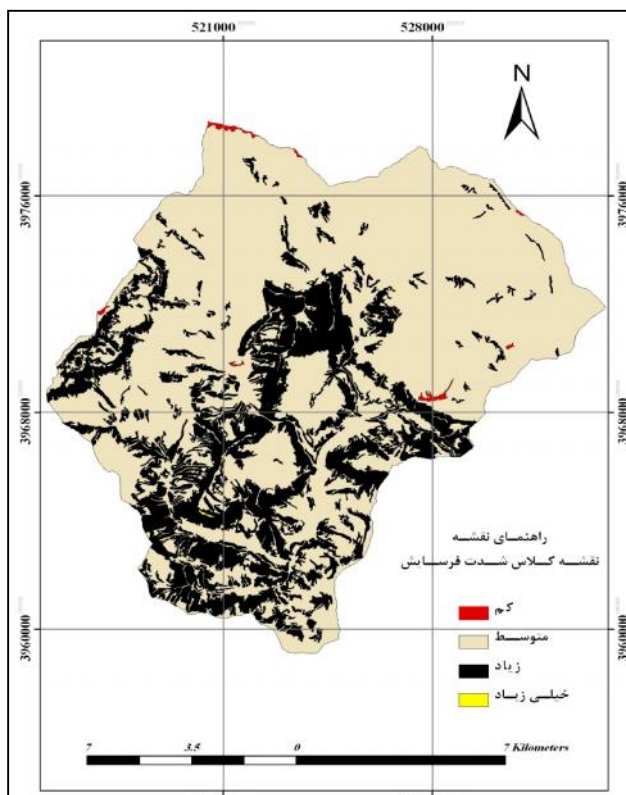 521000 528000
N
3976000 3976000
3968000 3968000
راهنمای نقشه
نقشه کلاس شدت فرسایش
کم
متوسط
زیاد
3960000 3960000
خیلی زیاد
7 3.5 0 7 Kilometers